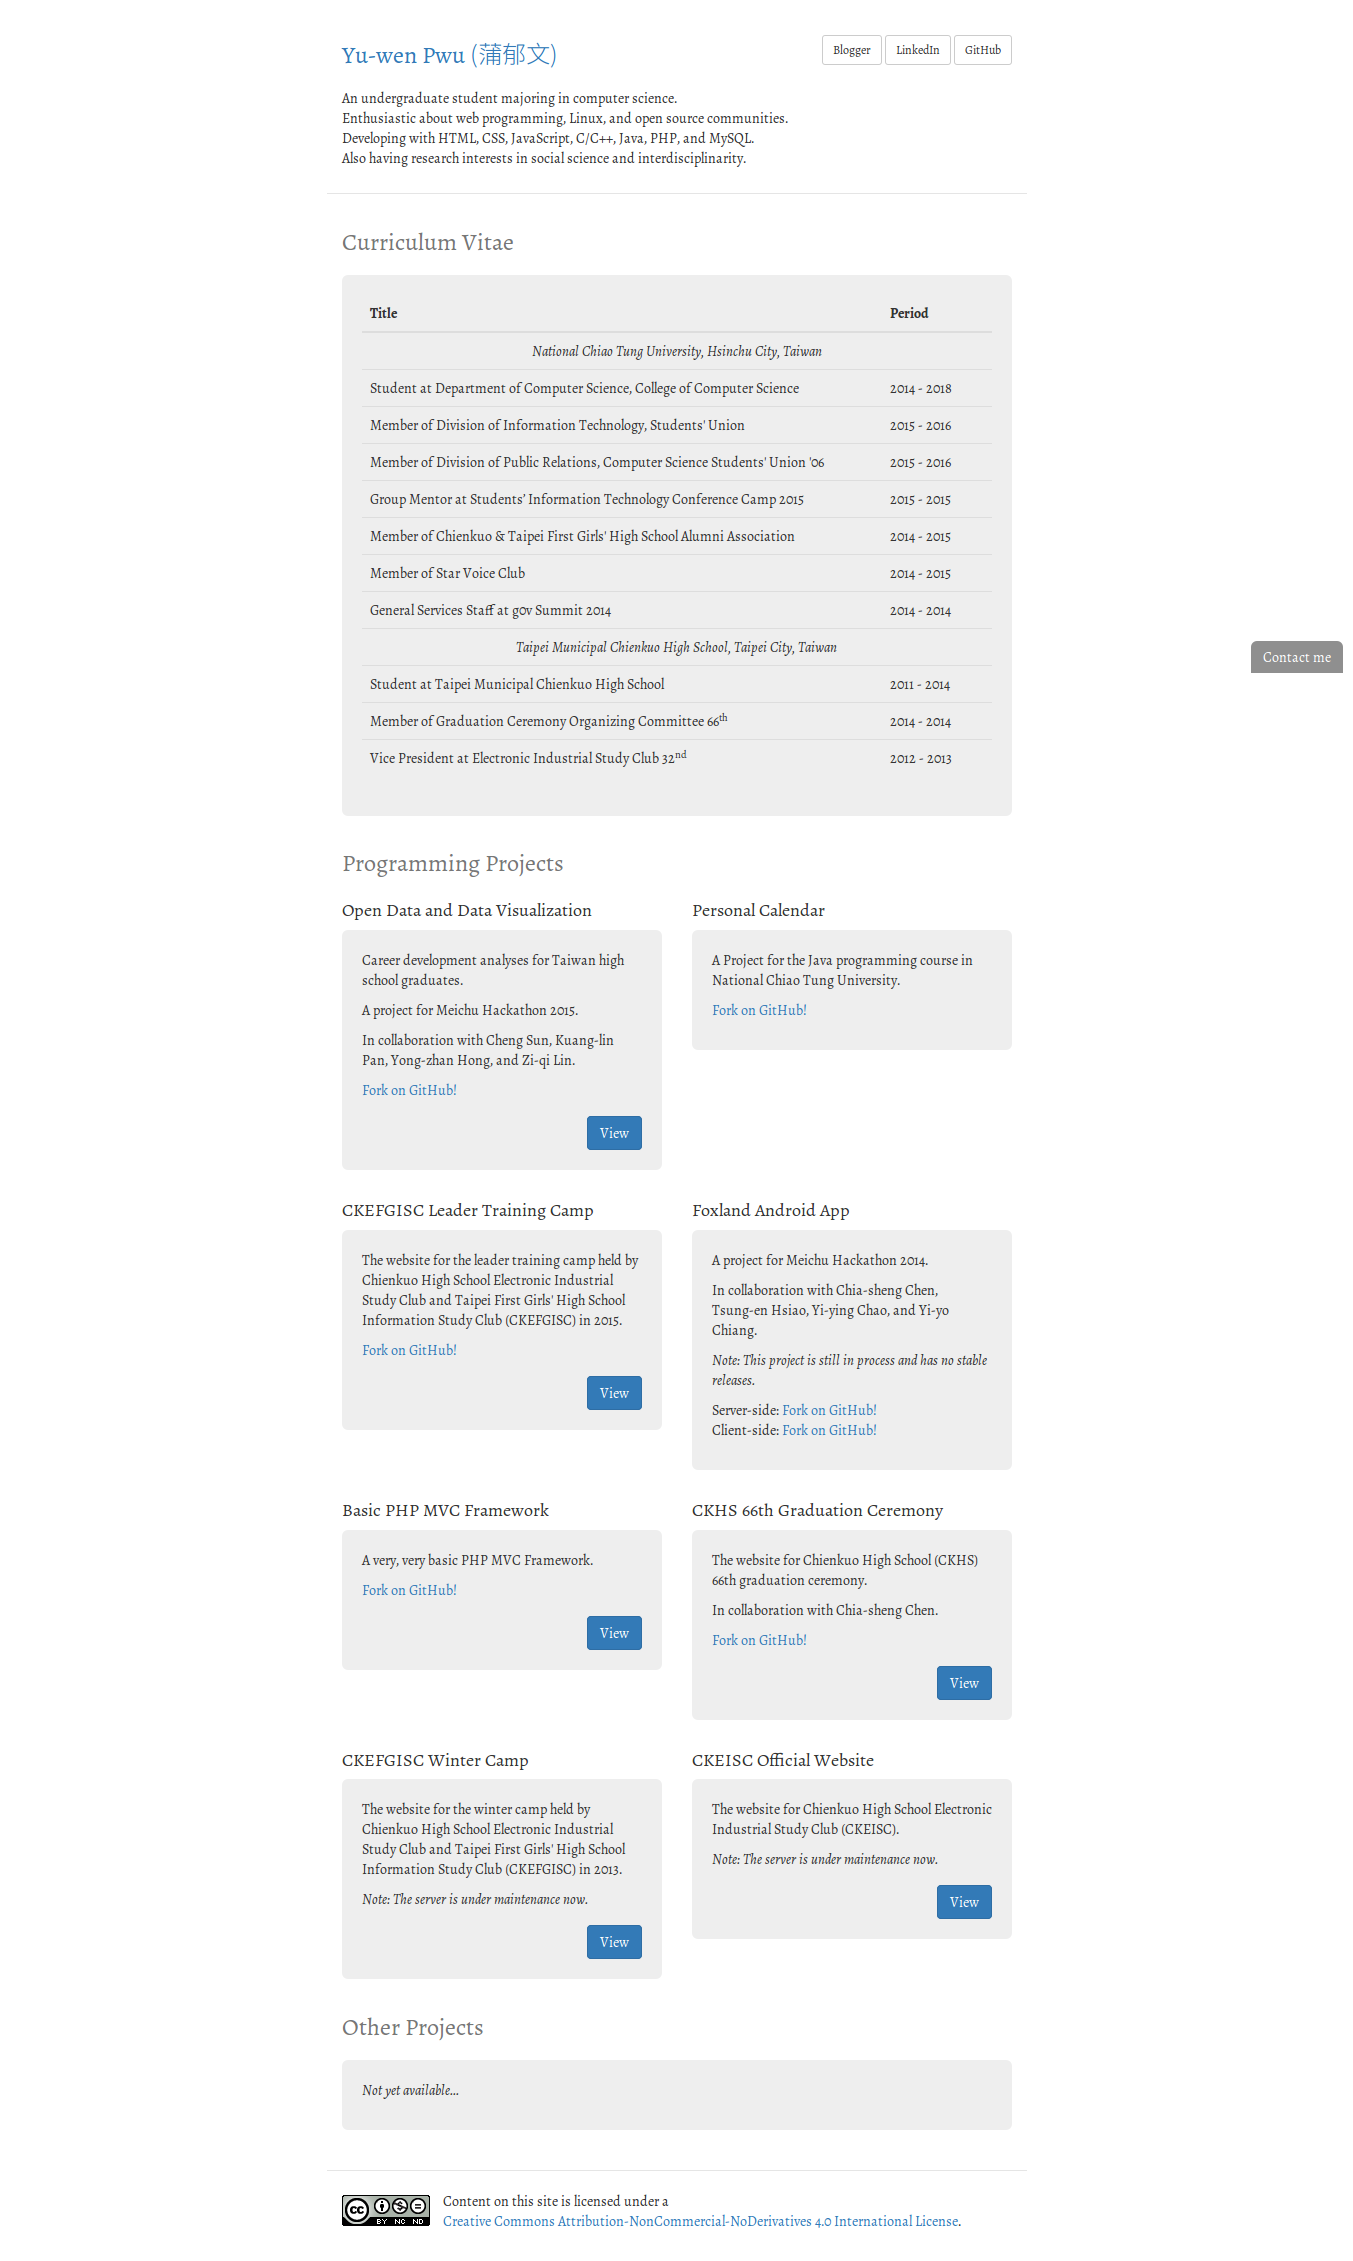 Yu-wen Pwu (蒲郁文)
Blogger
LinkedIn
GitHub
An undergraduate student majoring in computer science.
Enthusiastic about web programming, Linux, and open source communities.
Developing with HTML, CSS, JavaScript, C/C++, Java, PHP, and MySQL.
Also having research interests in social science and interdisciplinarity.
Curriculum Vitae
Title Period
National Chiao Tung University, Hsinchu City, Taiwan
Student at Department of Computer Science, College of Computer Science 2014 - 2018
Member of Division of Information Technology, Students' Union 2015 - 2016
Member of Division of Public Relations, Computer Science Students' Union '06 2015 - 2016
Group Mentor at Students' Information Technology Conference Camp 2015 2015 - 2015
Member of Chienkuo & Taipei First Girls' High School Alumni Association 2014 - 2015
Member of Star Voice Club 2014 - 2015
General Services Staff at g0v Summit 2014 2014 - 2014
Taipei Municipal Chienkuo High School, Taipei City, Taiwan
Contact me
Student at Taipei Municipal Chienkuo High School 2011 - 2014
Member of Graduation Ceremony Organizing Committee 66th 2014 - 2014
Vice President at Electronic Industrial Study Club 32nd 2012 - 2013
Programming Projects
Open Data and Data Visualization
Career development analyses for Taiwan high
school graduates.
A project for Meichu Hackathon 2015.
In collaboration with Cheng Sun, Kuang-lin
Pan, Yong-zhan Hong, and Zi-qi Lin.
Fork on GitHub!
View
Personal Calendar
A Project for the Java programming course in
National Chiao Tung University.
Fork on GitHub!
CKEFGISC Leader Training Camp
The website for the leader training camp held by
Chienkuo High School Electronic Industrial
Study Club and Taipei First Girls' High School
Information Study Club (CKEFGISC) in 2015.
Fork on GitHub!
View
Foxland Android App
A project for Meichu Hackathon 2014.
In collaboration with Chia-sheng Chen,
Tsung-en Hsiao, Yi-ying Chao, and Yi-yo
Chiang.
Note: This project is still in process and has no stable
releases.
Server-side: Fork on GitHub!
Client-side: Fork on GitHub!
Basic PHP MVC Framework
A very, very basic PHP MVC Framework.
Fork on GitHub!
View
CKHS 66th Graduation Ceremony
The website for Chienkuo High School (CKHS)
66th graduation ceremony.
In collaboration with Chia-sheng Chen.
Fork on GitHub!
View
CKEFGISC Winter Camp
The website for the winter camp held by
Chienkuo High School Electronic Industrial
Study Club and Taipei First Girls' High School
Information Study Club (CKEFGISC) in 2013.
Note: The server is under maintenance now.
View
CKEISC Official Website
The website for Chienkuo High School Electronic
Industrial Study Club (CKEISC).
Note: The server is under maintenance now.
View
Other Projects
Not yet available...
cc
BY NC ND
Content on this site is licensed under a
Creative Commons Attribution-NonCommercial-NoDerivatives 4.0 International License.